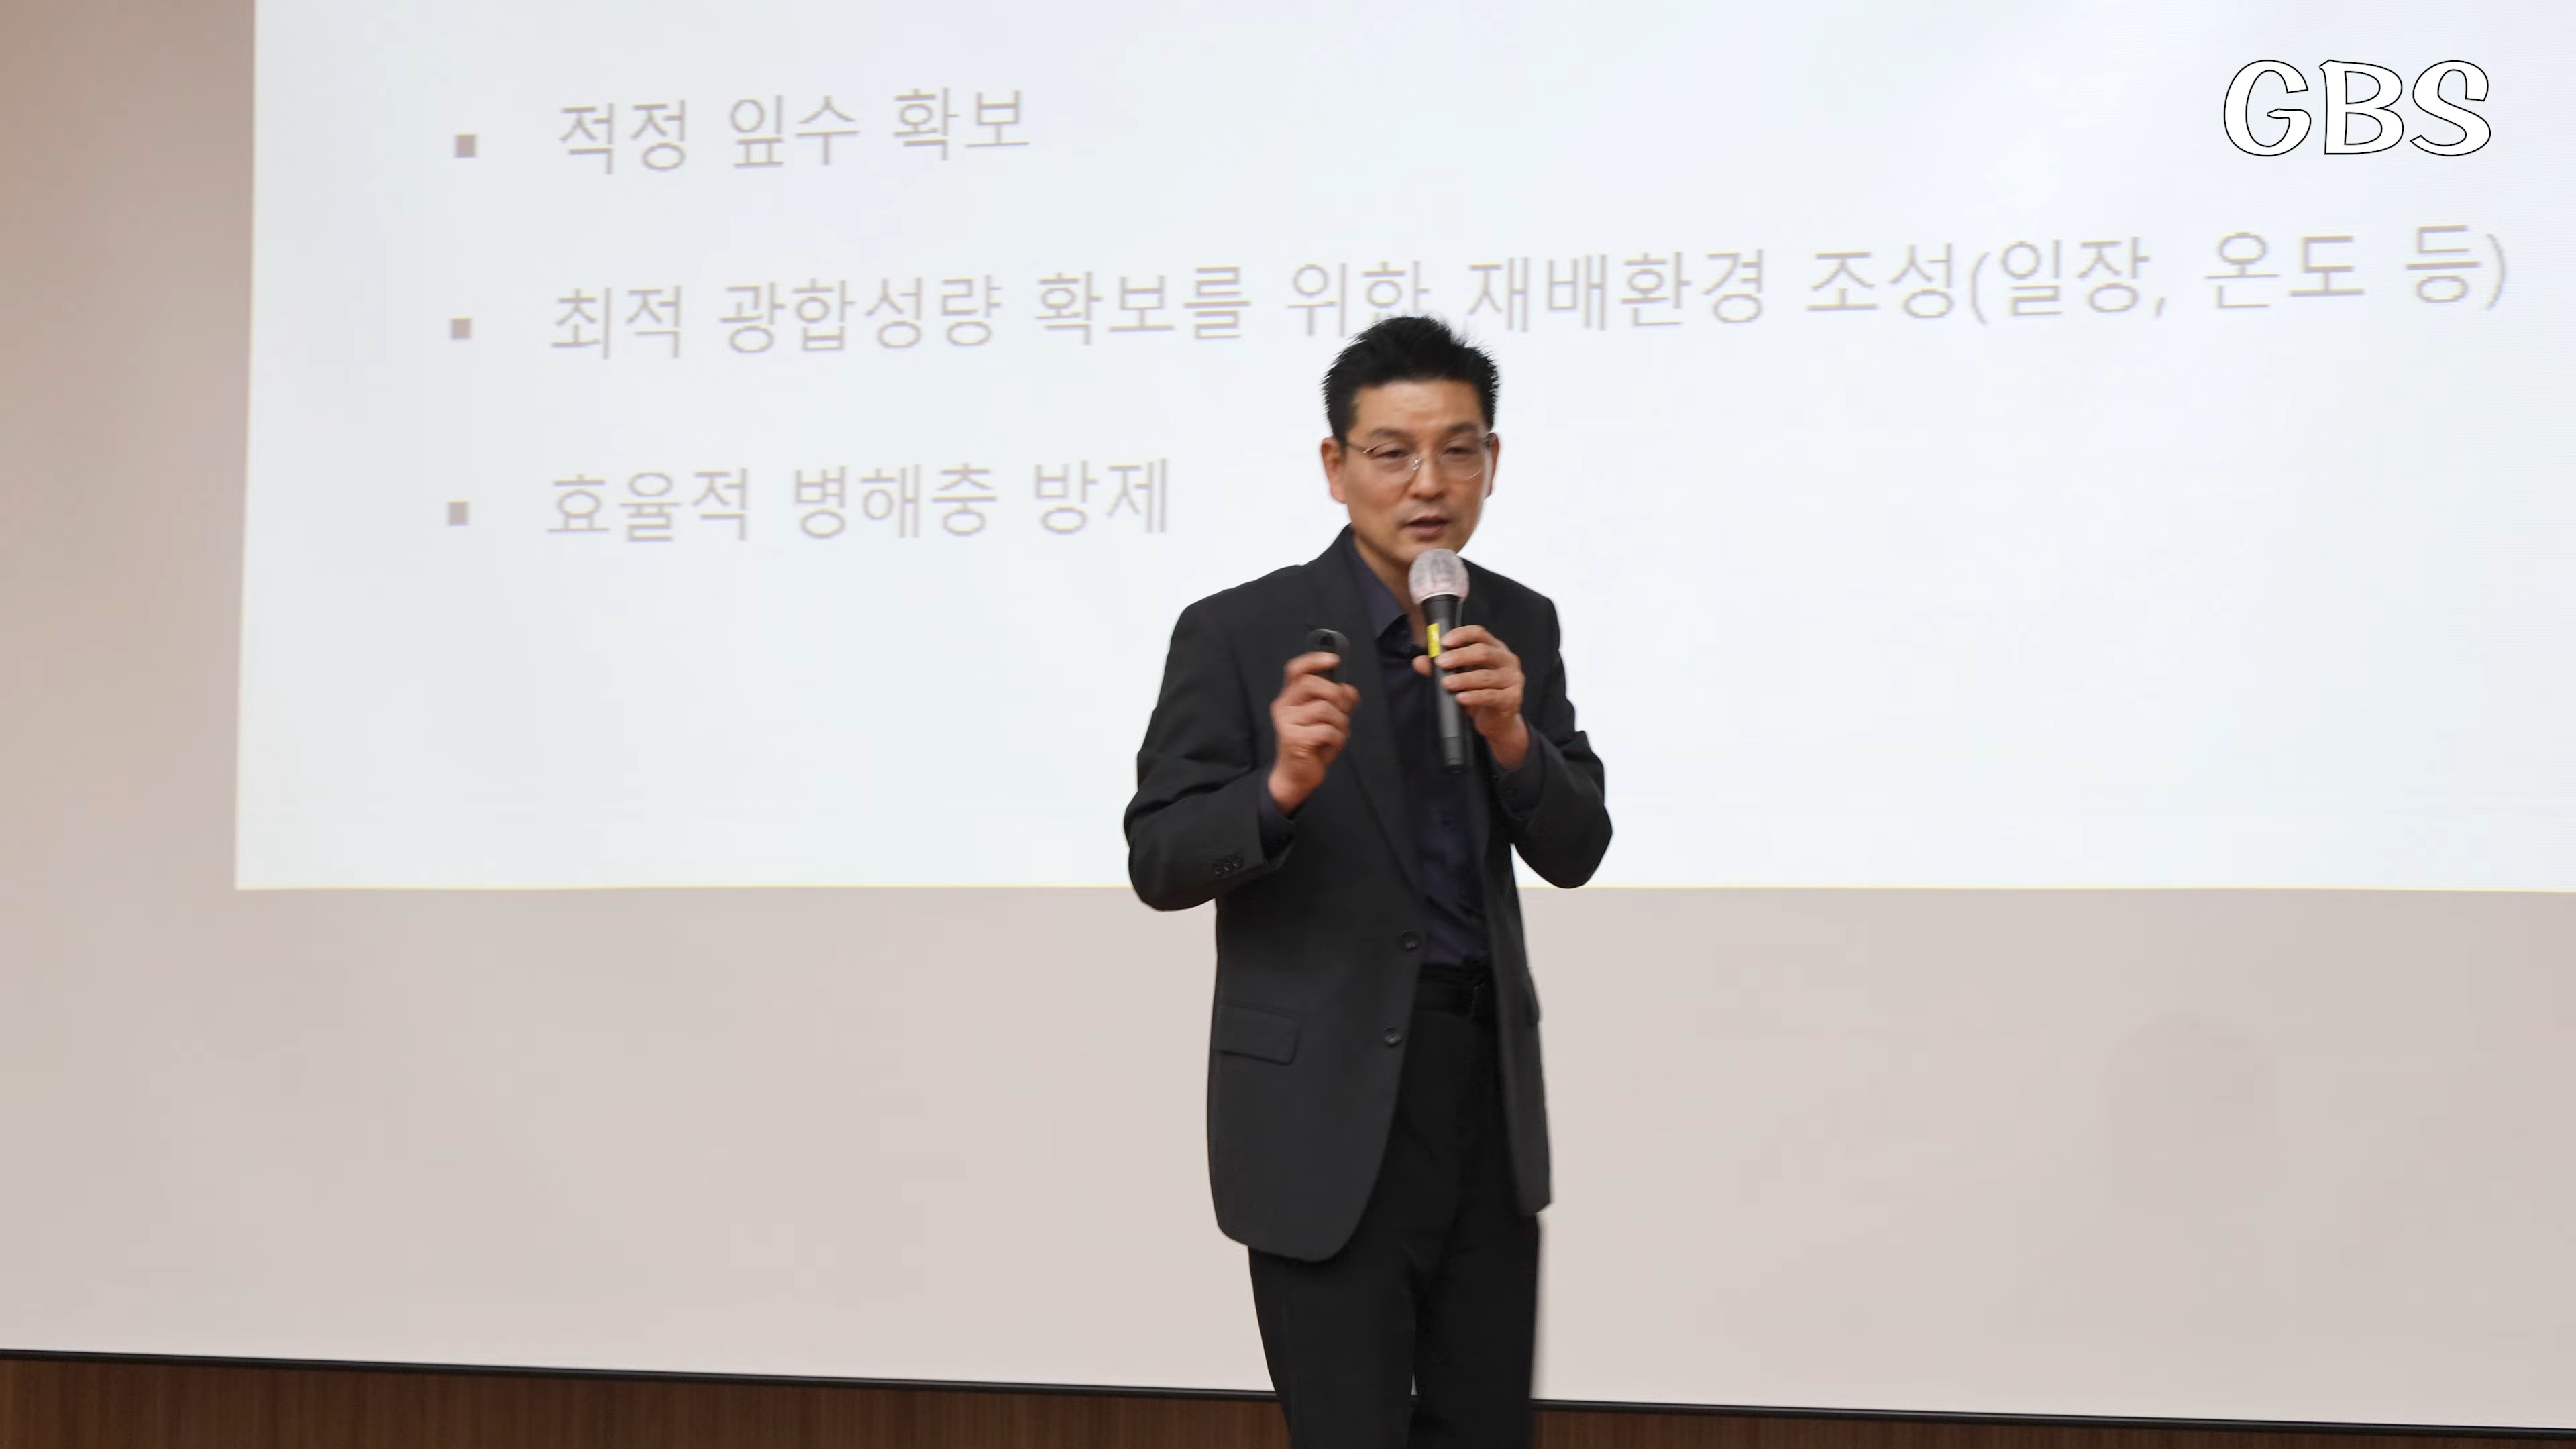 GBS
▪ 적정 잎수 확보
▪ 최적 광합성량 확보를 위한 재배환경 조성(일장, 온도 등)
▪ 효율적 병해충 방제